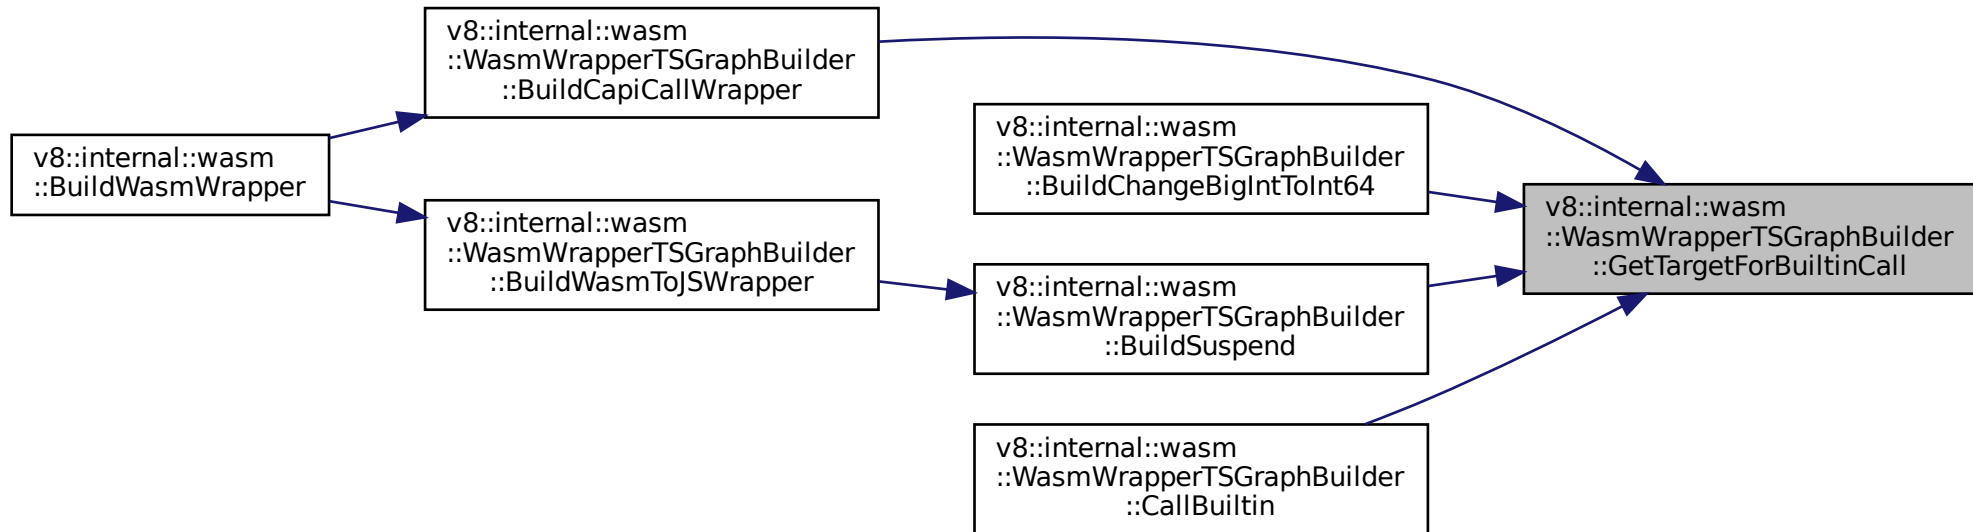 v8::internal::wasm
::BuildWasmWrapper
v8::internal::wasm
::WasmWrapperTSGraphBuilder
::BuildCapiCallWrapper
v8::internal::wasm
::WasmWrapperTSGraphBuilder
::BuildWasmToJSWrapper
v8::internal::wasm
::WasmWrapperTSGraphBuilder
::BuildChangeBigIntToInt64
v8::internal::wasm
::WasmWrapperTSGraphBuilder
::BuildSuspend
v8::internal::wasm
::WasmWrapperTSGraphBuilder
::CallBuiltin
v8::internal::wasm
::WasmWrapperTSGraphBuilder
::GetTargetForBuiltinCall